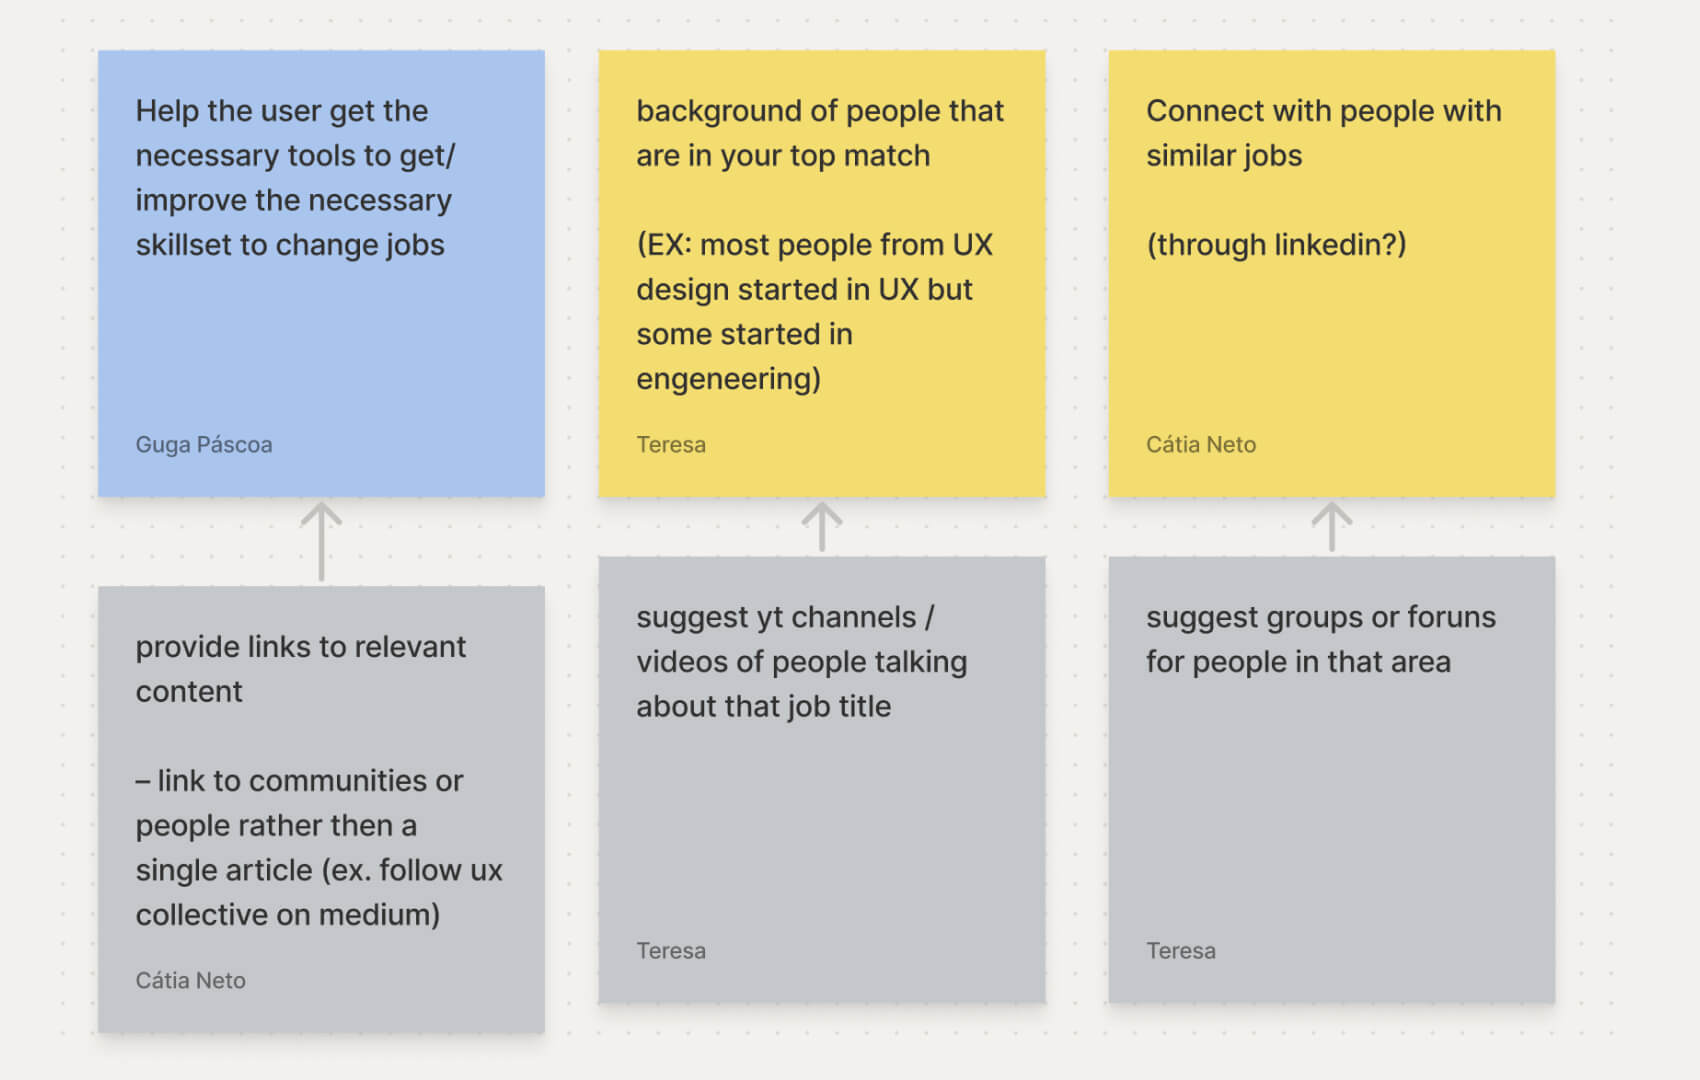 Help the user get the
necessary tools to get/
improve the necessary
skillset to change jobs
Guga Páscoa
background of people that
are in your top match
(EX: most people from UX
design started in UX but
some started in
engeneering)
Teresa
Connect with people with
similar jobs
(through linkedin?)
Cátia Neto
provide links to relevant
content
– link to communities or
people rather then a
single article (ex. follow ux
collective on medium)
Cátia Neto
suggest yt channels /
videos of people talking
about that job title
Teresa
suggest groups or foruns
for people in that area
Teresa